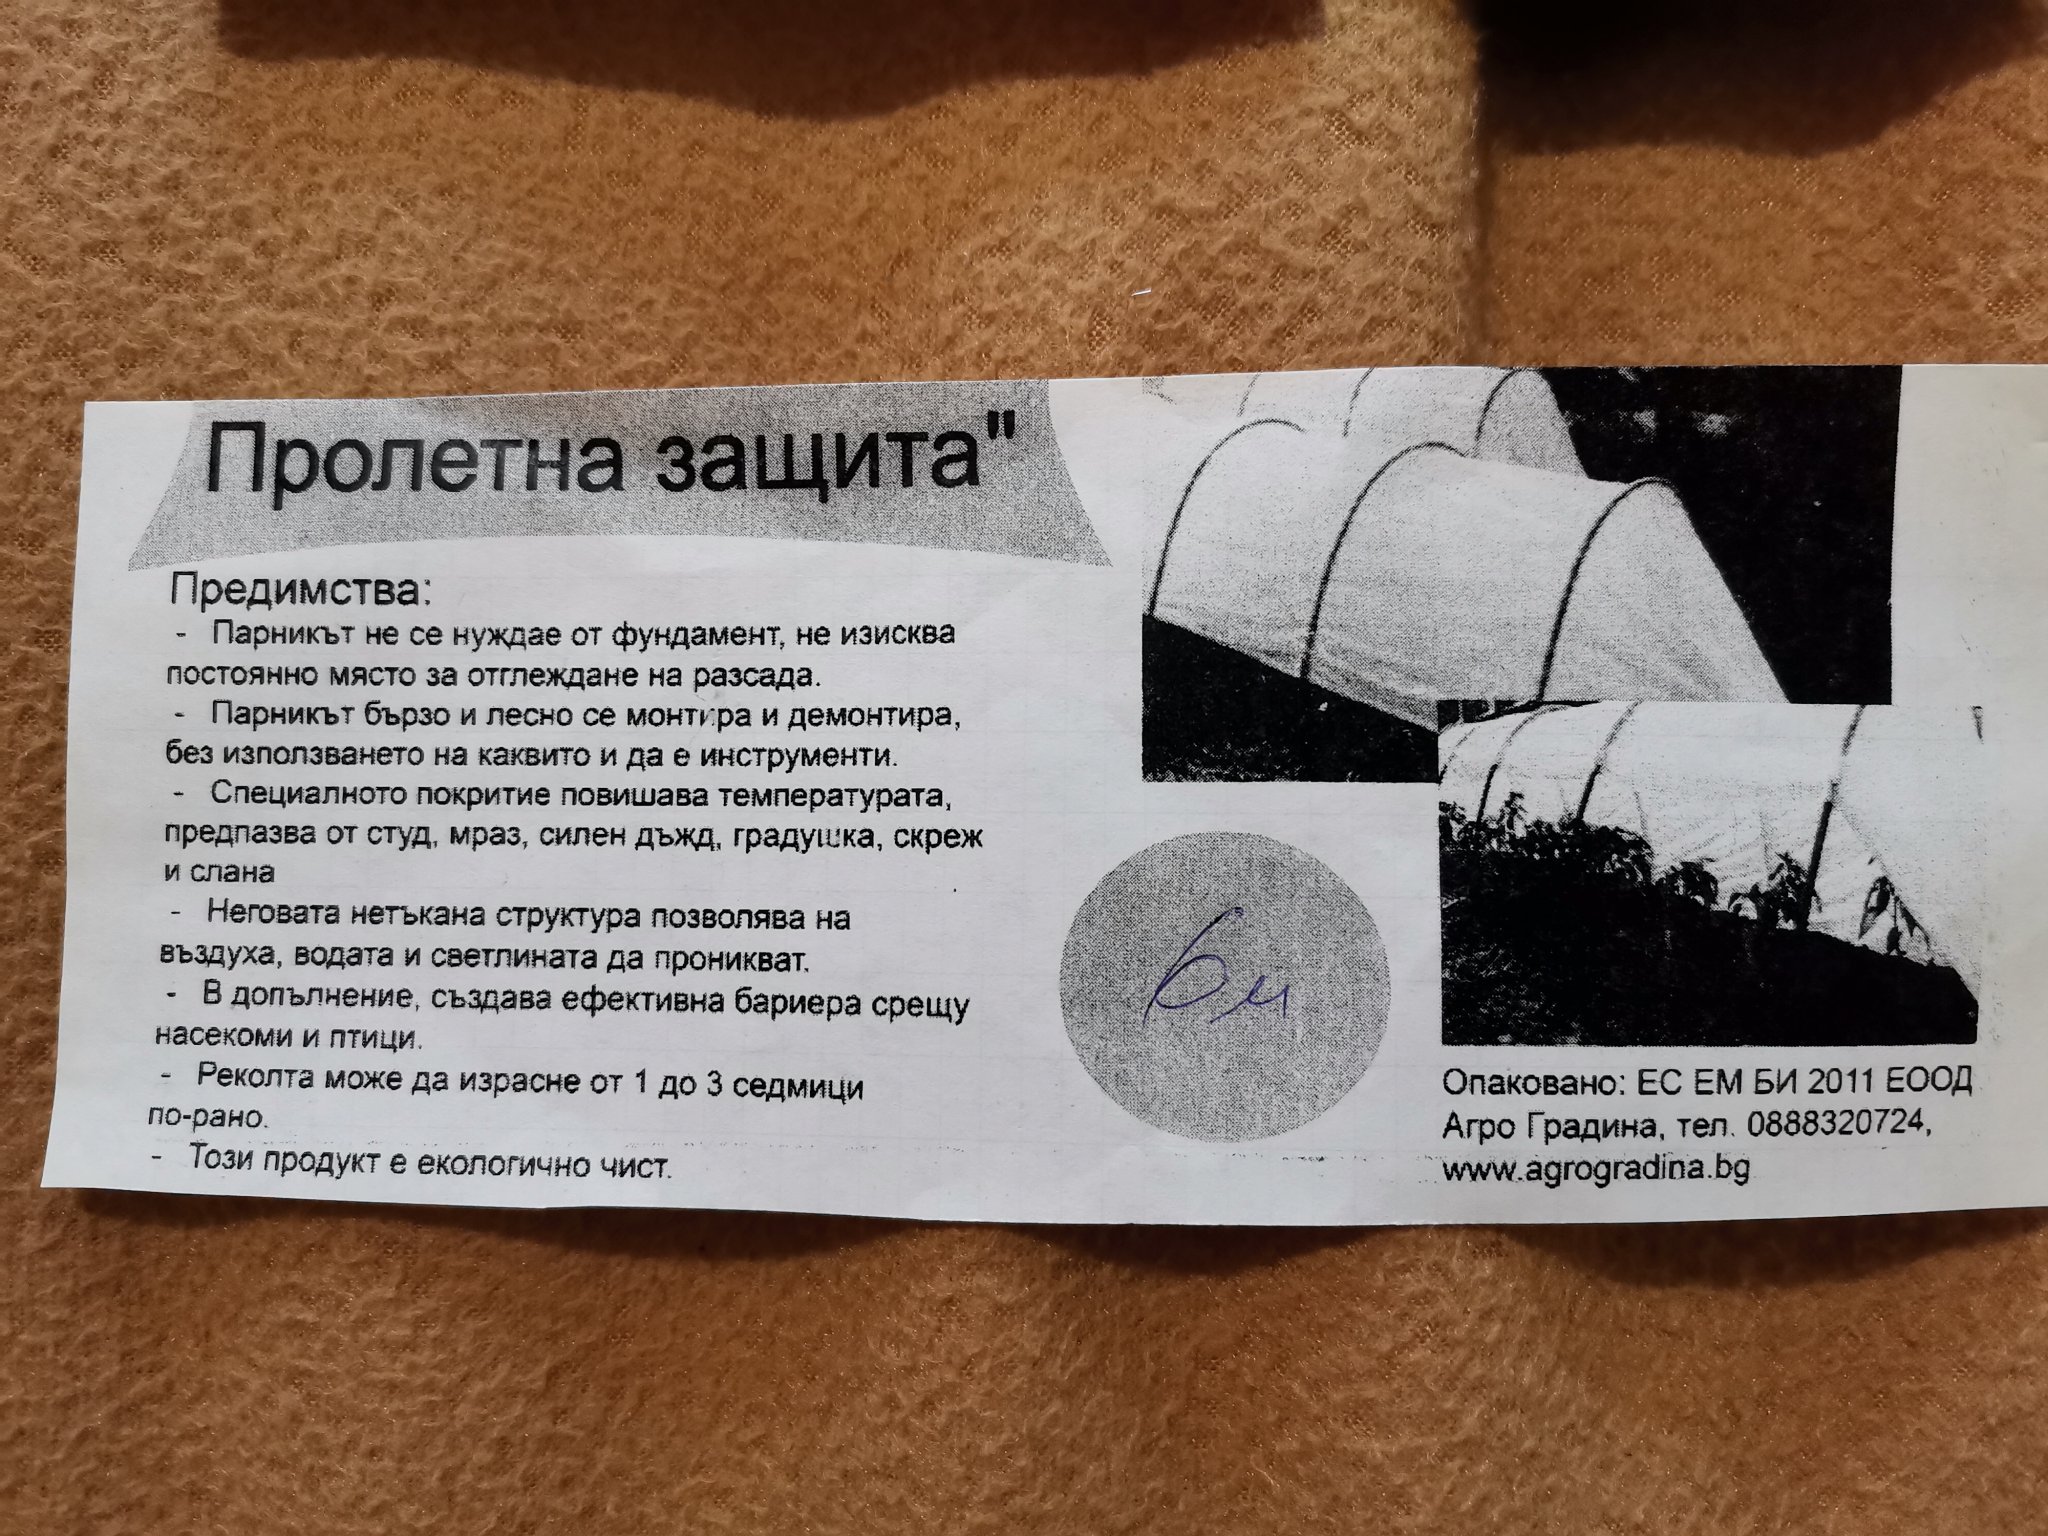 Пролетна защита"
Предимства:
- Парникът не се нуждае от фундамент, не изисква
постоянно място за отглеждане на разсада.
- Парникът бързо и лесно се монтира и демонтира,
без използването на каквито и да е инструменти.
- Специалното покритие повишава температурата,
предпазва от студ, мраз, силен дъжд, градушка, скреж
и слана
- Неговата нетъкана структура позволява на
въздуха, водата и светлината да проникват.
- В допълнение, създава ефективна бариера срещу
насекоми и птици.
- Реколта може да израсне от 1 до 3 седмици
по-рано.
- Този продукт е екологично чист.
6м
Опаковано: ЕС ЕМ БИ 2011 ЕООД
Агро Градина, тел. 0888320724,
www.agrogradina.bg